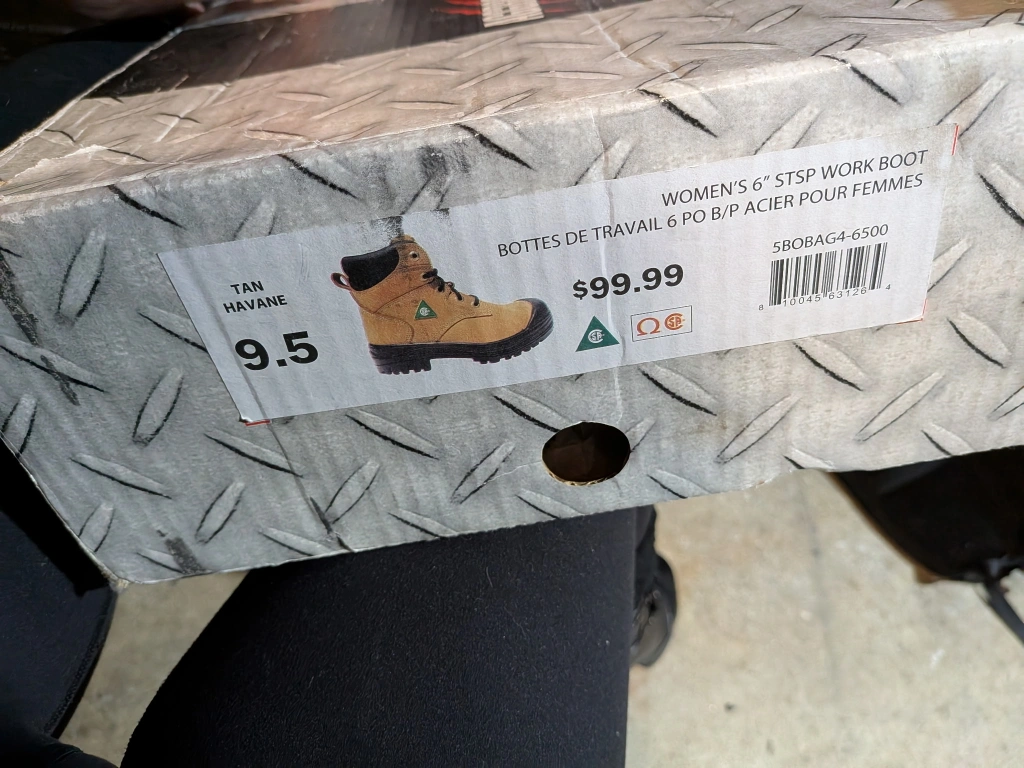 WOMEN'S 6" STSP WORK BOOT
BOTTES DE TRAVAIL 6 PO B/P ACIER POUR FEMMES
TAN
HAVANE
9.5
$99.99
5BOBAG4-6500
8 10045 63126 4